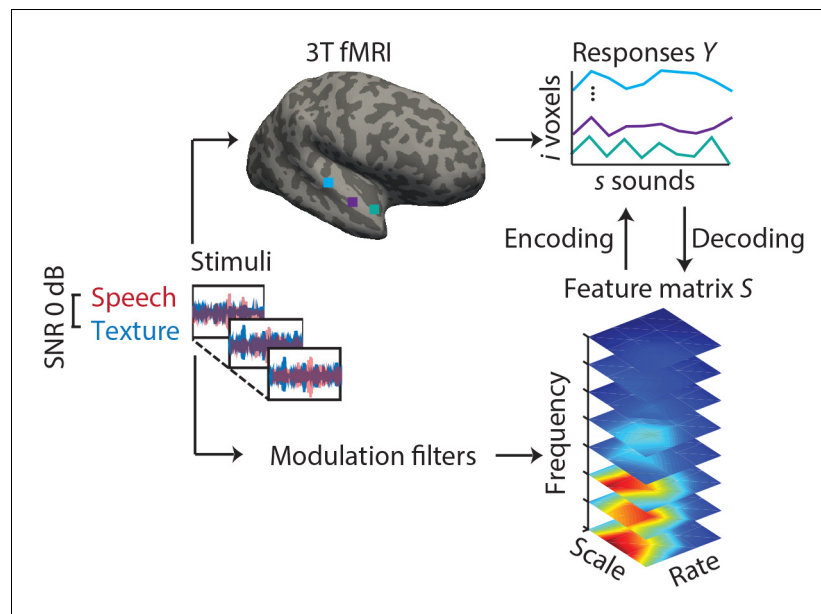 3T fMRI
Responses Y
i voxels
s sounds
Encoding
Decoding
Stimuli
SNR 0 dB
Speech
Texture
Feature matrix S
Modulation filters
Frequency
Scale
Rate